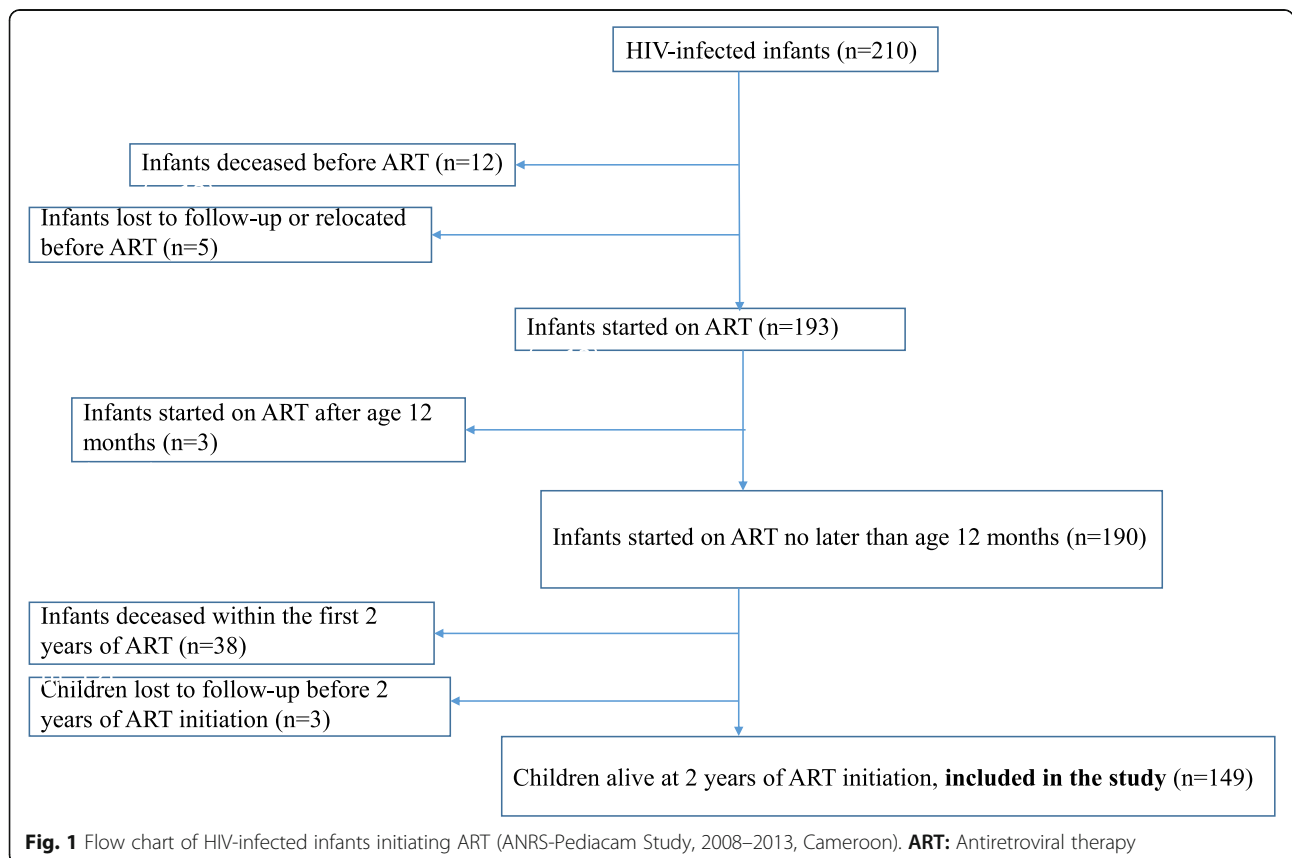 HIV-infected infants (n=210)
Infants deceased before ART (n=12)
Infants lost to follow-up or relocated
before ART (n=5)
Infants started on ART (n=193)
Infants started on ART after age 12
months (n=3)
Infants started on ART no later than age 12 months (n=190)
Infants deceased within the first 2
years of ART (n=38)
Children lost to follow-up before 2
years of ART initiation (n=3)
Children alive at 2 years of ART initiation, included in the study (n=149)
Fig. 1 Flow chart of HIV-infected infants initiating ART (ANRS-Pediacam Study, 2008–2013, Cameroon). ART: Antiretroviral therapy